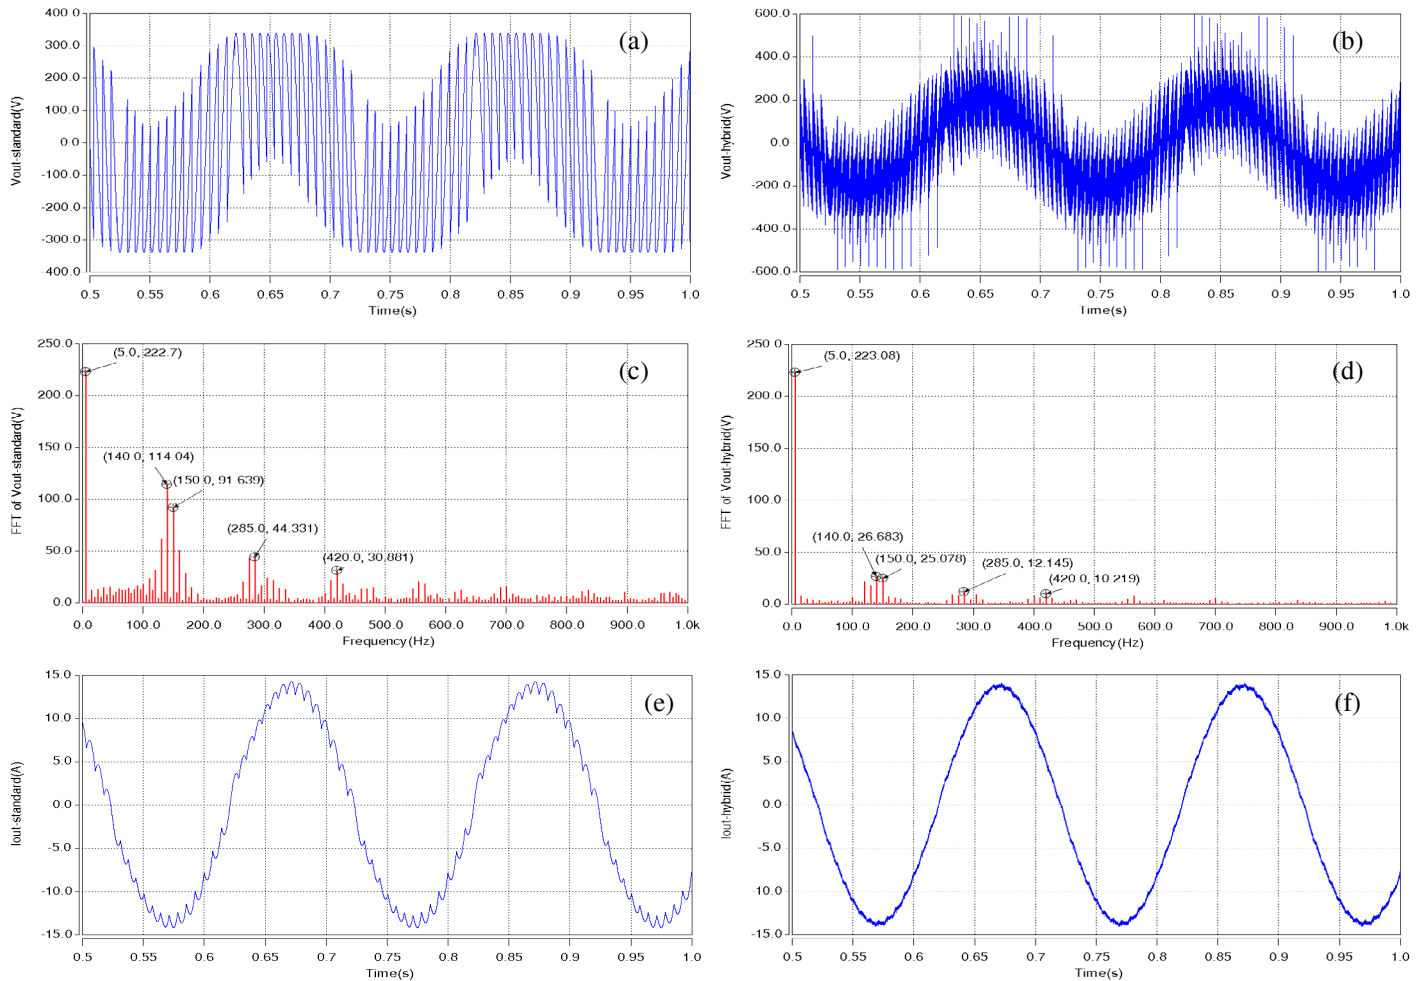 (a)
400.0
300.0
200.0
100.0
0.0
-100.0
-200.0
-300.0
400.0
Vout-standard(V)
0.5 0.55 0.6 0.65 0.7 0.75 0.8 0.85 0.9 0.95 1.0
Time(s)
(b)
600.0
400.0
200.0
0.0
-200.0
-400.0
-600.0
Vout-hybrid(V)
0.5 0.55 0.6 0.65 0.7 0.75 0.8 0.85 0.9 0.95 1.0
Time(s)
(c)
250.0
200.0
150.0
100.0
50.0
0.0
FFT of Vout-standard(V)
(5.0, 222.7)
(140.0, 114.04)
(150.0, 91.639)
(285.0, 44.331)
(420.0, 30.881)
0.0 100.0 200.0 300.0 400.0 500.0 600.0 700.0 800.0 900.0 1.0k
Frequency(Hz)
(d)
250.0
200.0
150.0
100.0
50.0
0.0
FFT of Vout-hybrid(V)
(5.0, 223.08)
(140.0, 26.683)
(150.0, 25.078)
(285.0, 12.145)
(420.0, 10.219)
0.0 100.0 200.0 300.0 400.0 500.0 600.0 700.0 800.0 900.0 1.0k
Frequency (Hz)
(e)
15.0
10.0
5.0
0.0
-5.0
-10.0
-15.0
Iout-standard(A)
0.5 0.55 0.6 0.65 0.7 0.75 0.8 0.85 0.9 0.95 1.0
Time(s)
(f)
15.0
10.0
5.0
0.0
-5.0
-10.0
-15.0
Iout-hybrid(A)
0.5 0.55 0.6 0.65 0.7 0.75 0.8 0.85 0.9 0.95 1.0
Time(s)